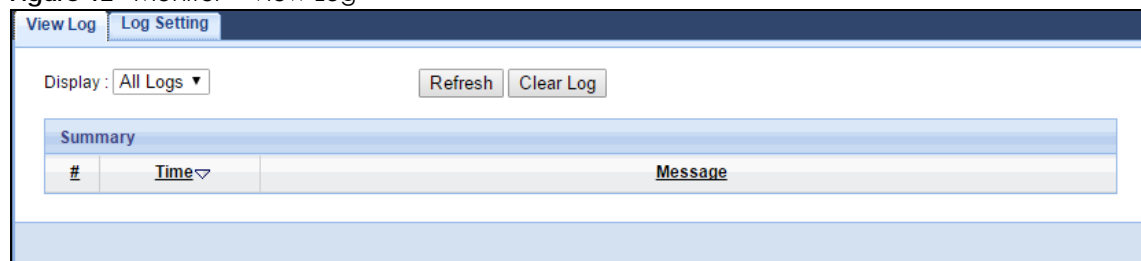 View Log Log Setting
Display : All Logs
Refresh Clear Log
Summary
# Time Message